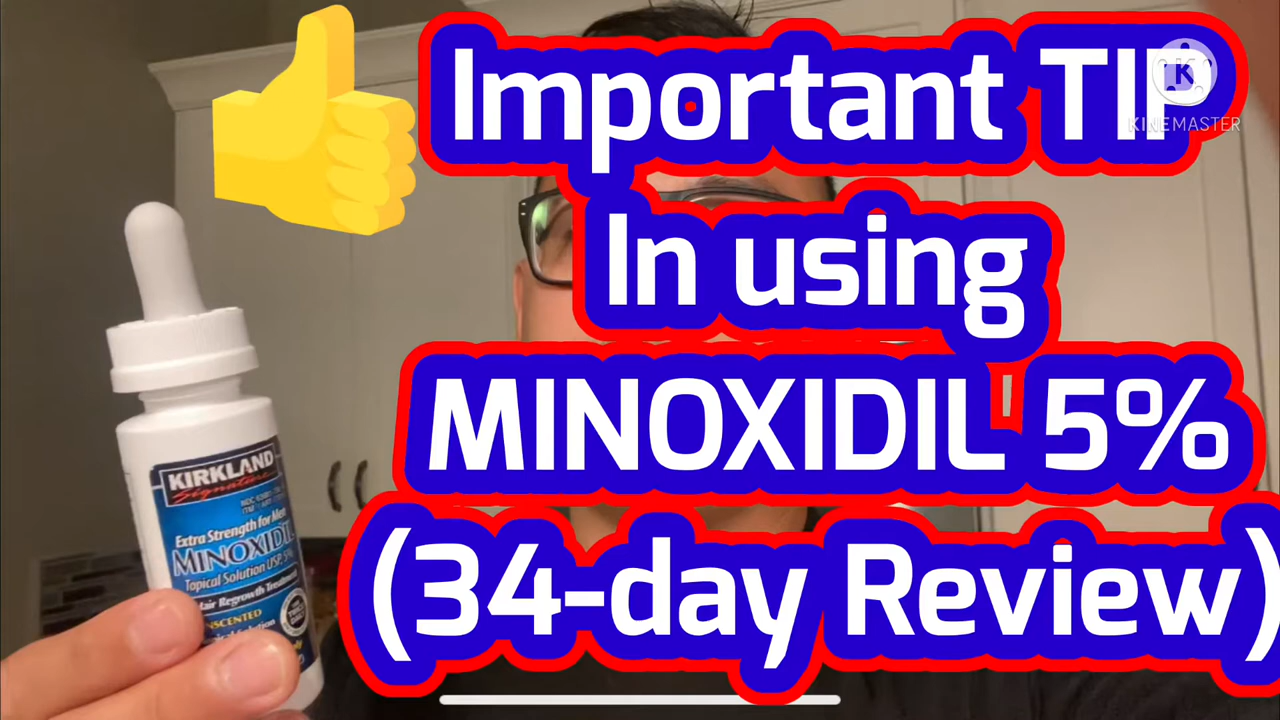 Important TIP
In using
MINOXIDIL 5%
(34-day Review)
K
KINEMASTER
KIRKLAND
Signature
Extra Strength for Men
MINOXIDIL
Topical Solution USP, 5%
Hair Regrowth Treatment
UNSCENTED